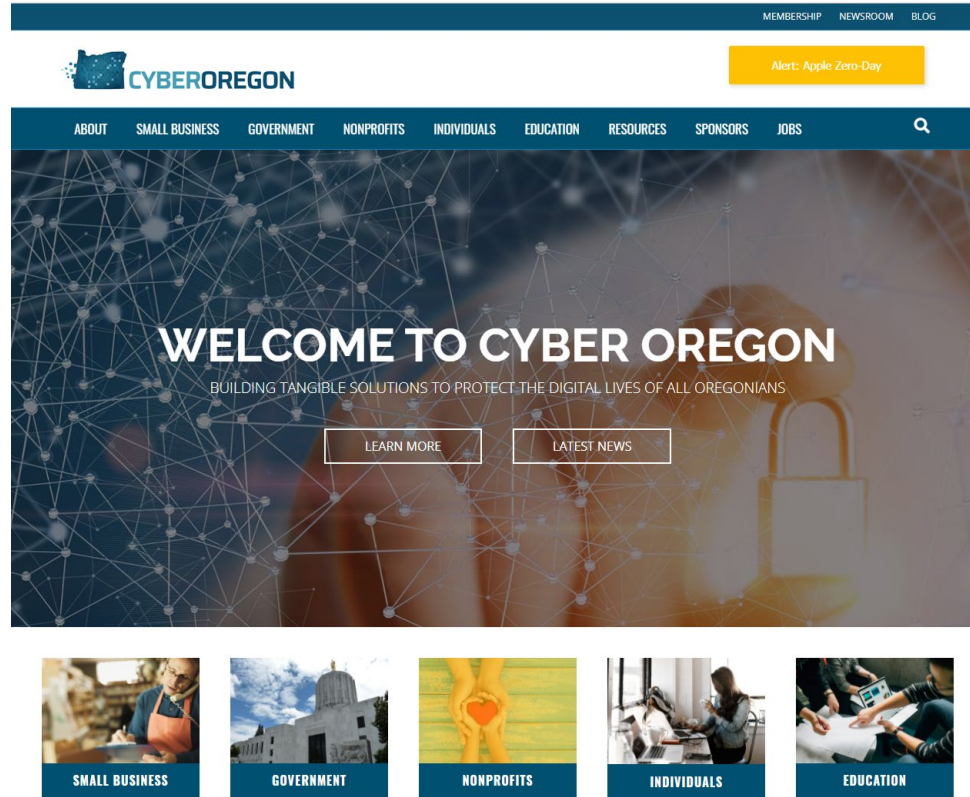 MEMBERSHIP NEWSROOM BLOG
CYBEROREGON
Alert: Apple Zero-Day
ABOUT SMALL BUSINESS GOVERNMENT NONPROFITS INDIVIDUALS EDUCATION RESOURCES SPONSORS JOBS
WELCOME TO CYBER OREGON
BUILDING TANGIBLE SOLUTIONS TO PROTECT THE DIGITAL LIVES OF ALL OREGONIANS
LEARN MORE LATEST NEWS
SMALL BUSINESS GOVERNMENT NONPROFITS INDIVIDUALS EDUCATION